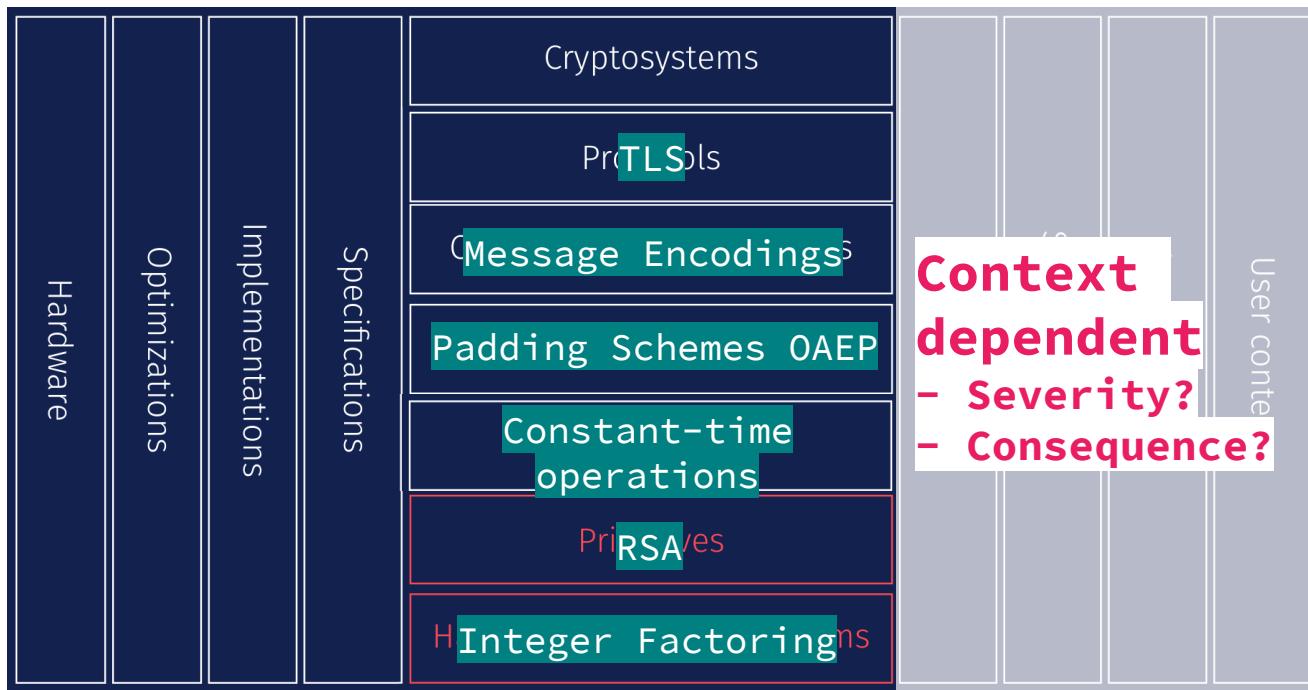 Hardware
Optimizations
Implementations
Specifications
Cryptosystems
TLS
Message Encodings
Padding Schemes OAEP
Constant-time
operations
RSA
Integer Factoring
Context
dependent
- Severity?
- Consequence?
User conte